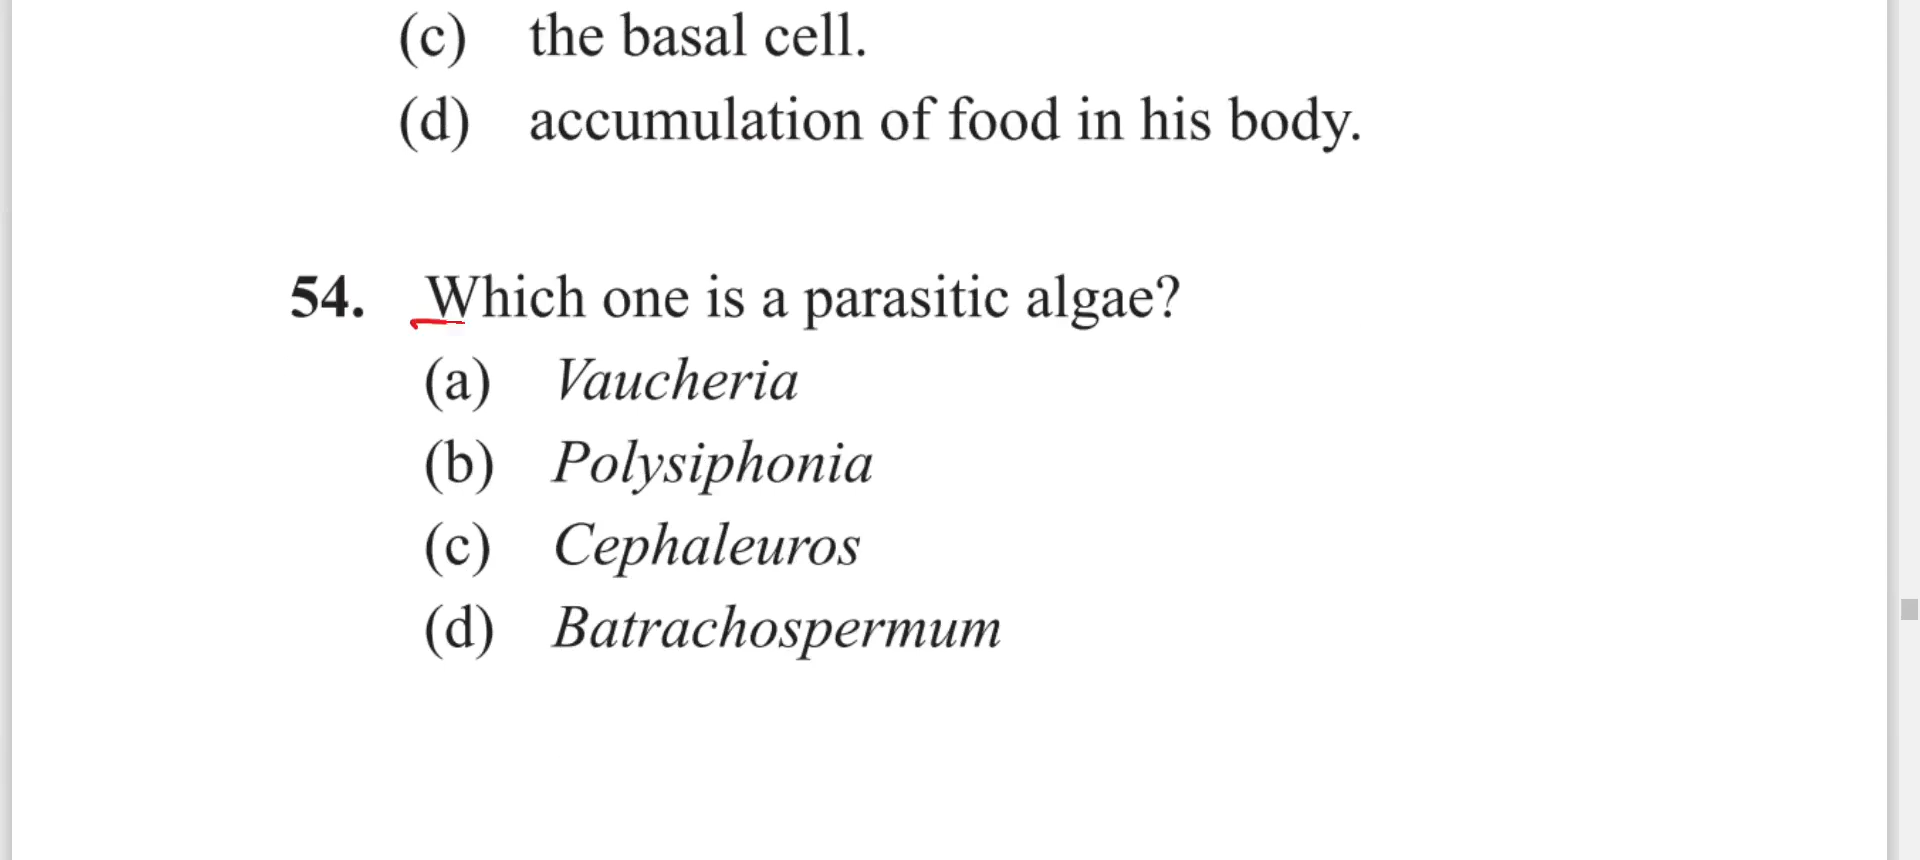 (c) the basal cell.
(d) accumulation of food in his body.
54. Which one is a parasitic algae?
(a) Vaucheria
(b) Polysiphonia
(c) Cephaleuros
(d) Batrachospermum